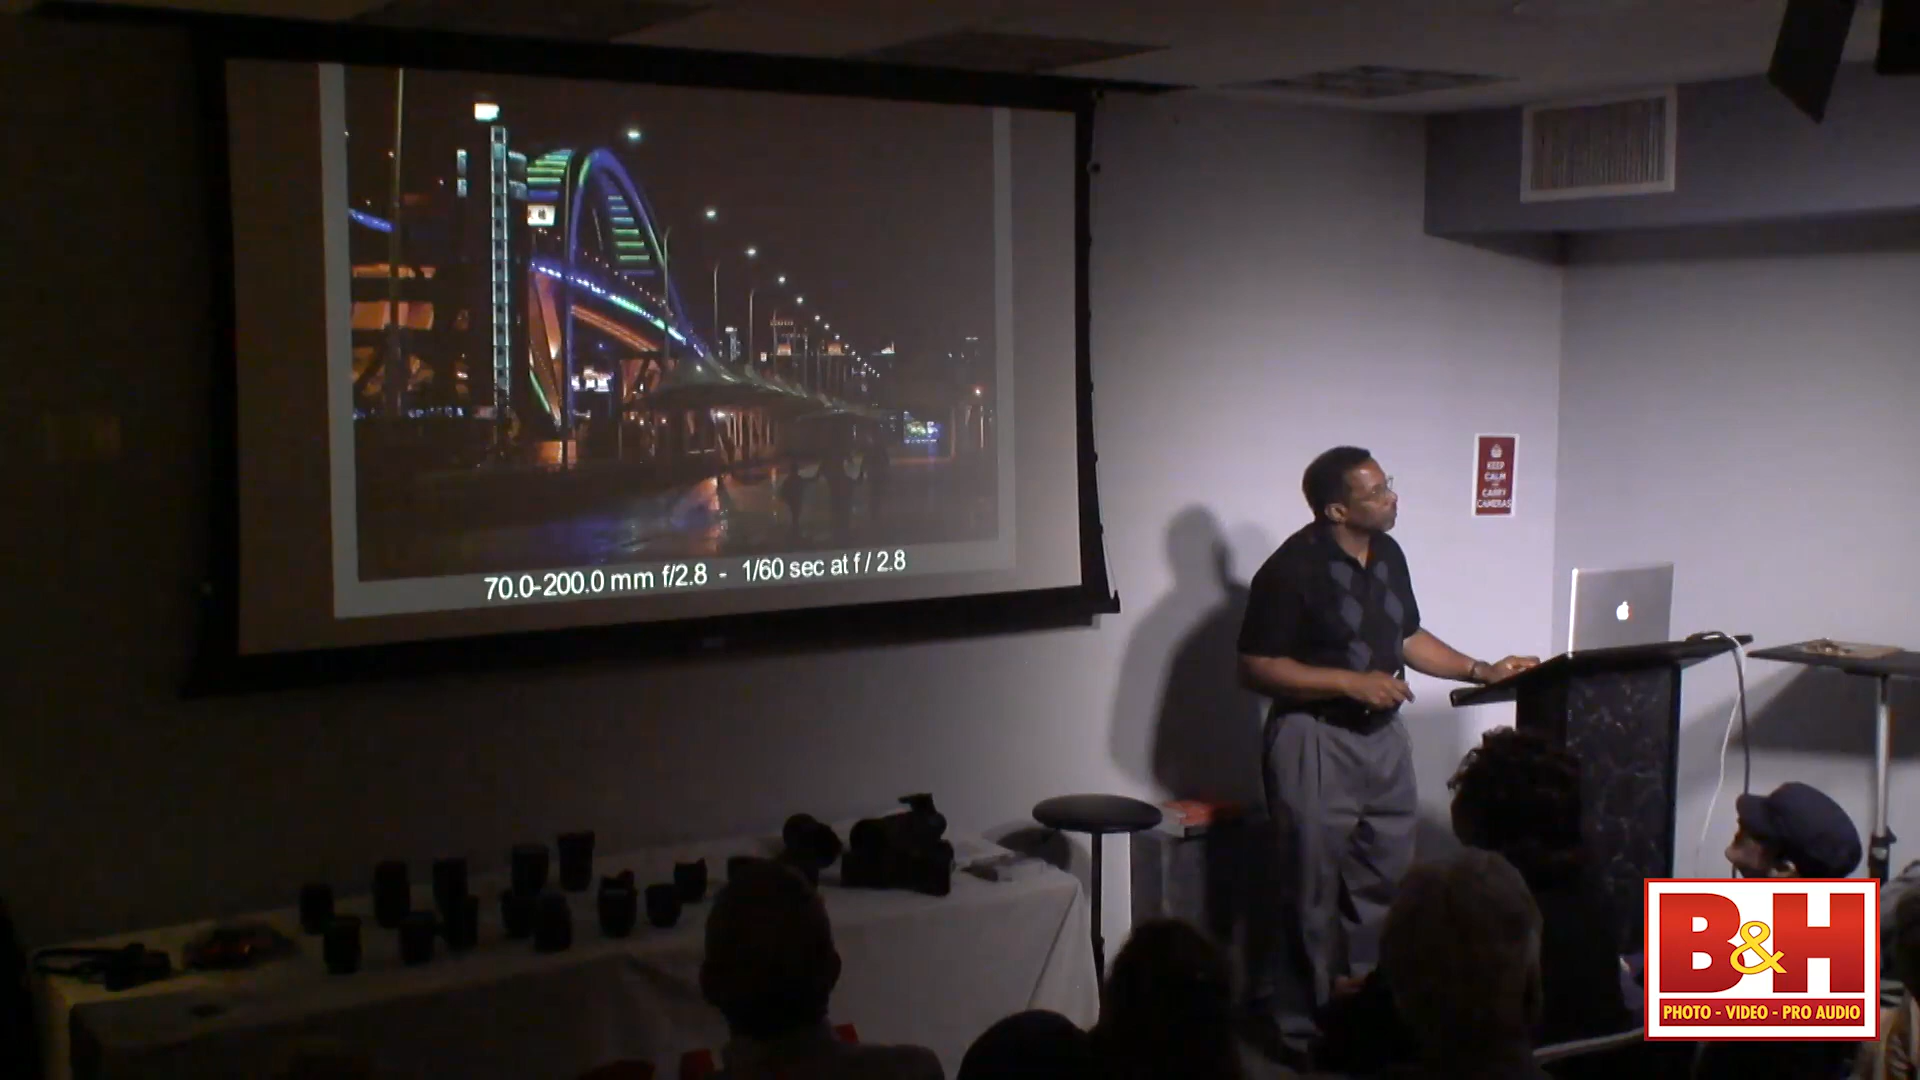 70.0-200.0 mm f/2.8 - 1/60 sec at f / 2.8
KEEP
CALM
CARRY
CAMERAS
B&H
PHOTO - VIDEO - PRO AUDIO